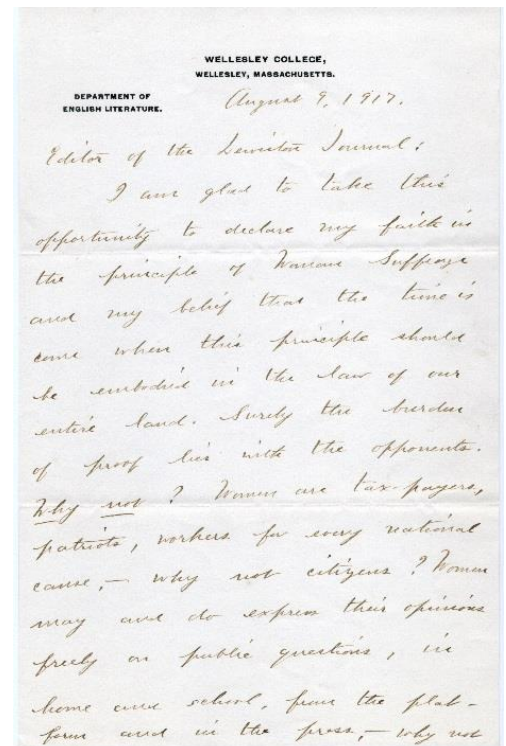 WELLESLEY COLLEGE,
WELLESLEY, MASSACHUSETTS.
DEPARTMENT OF
ENGLISH LITERATURE.
August 9, 1917.
Editor of the Lewiston Journal:
I am glad to take this
opportunity to declare my faith in
the principle of Woman Suffrage
and my belief that the time is
come when this principle should
be embodied in the law of our
entire land. Surely the burden
of proof lies with the opponents.
Why not? Women are tax-payers,
patriots, workers for every national
cause, – why not citizens? Women
may and do express their opinions
freely on public questions, in
home and school, from the plat-
form and in the press, – why not